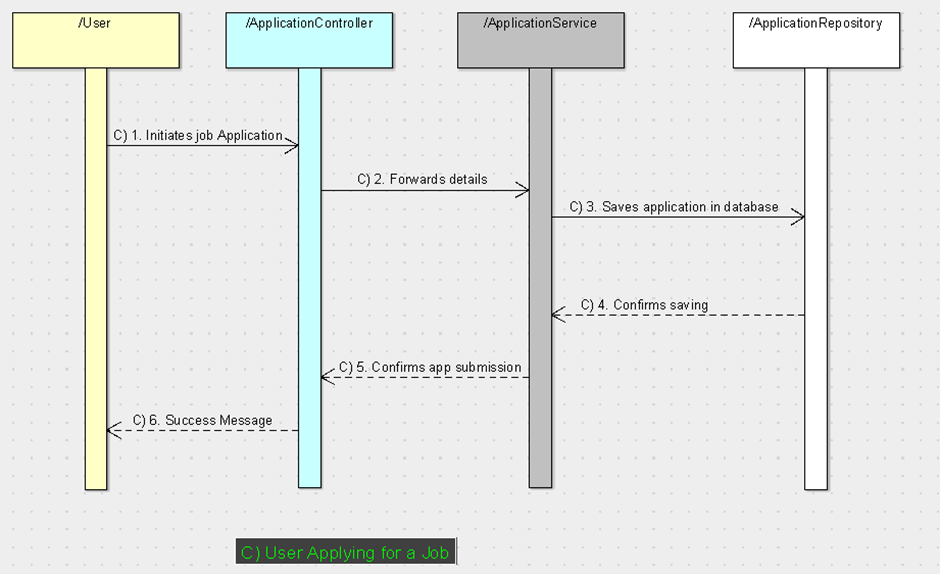 /User
/ApplicationController
/ApplicationService
/ApplicationRepository
C) 1. Initiates job Application
C) 2. Forwards details
C) 3. Saves application in database
C) 4. Confirms saving
C) 5. Confirms app submission
C) 6. Success Message
C) User Applying for a Job